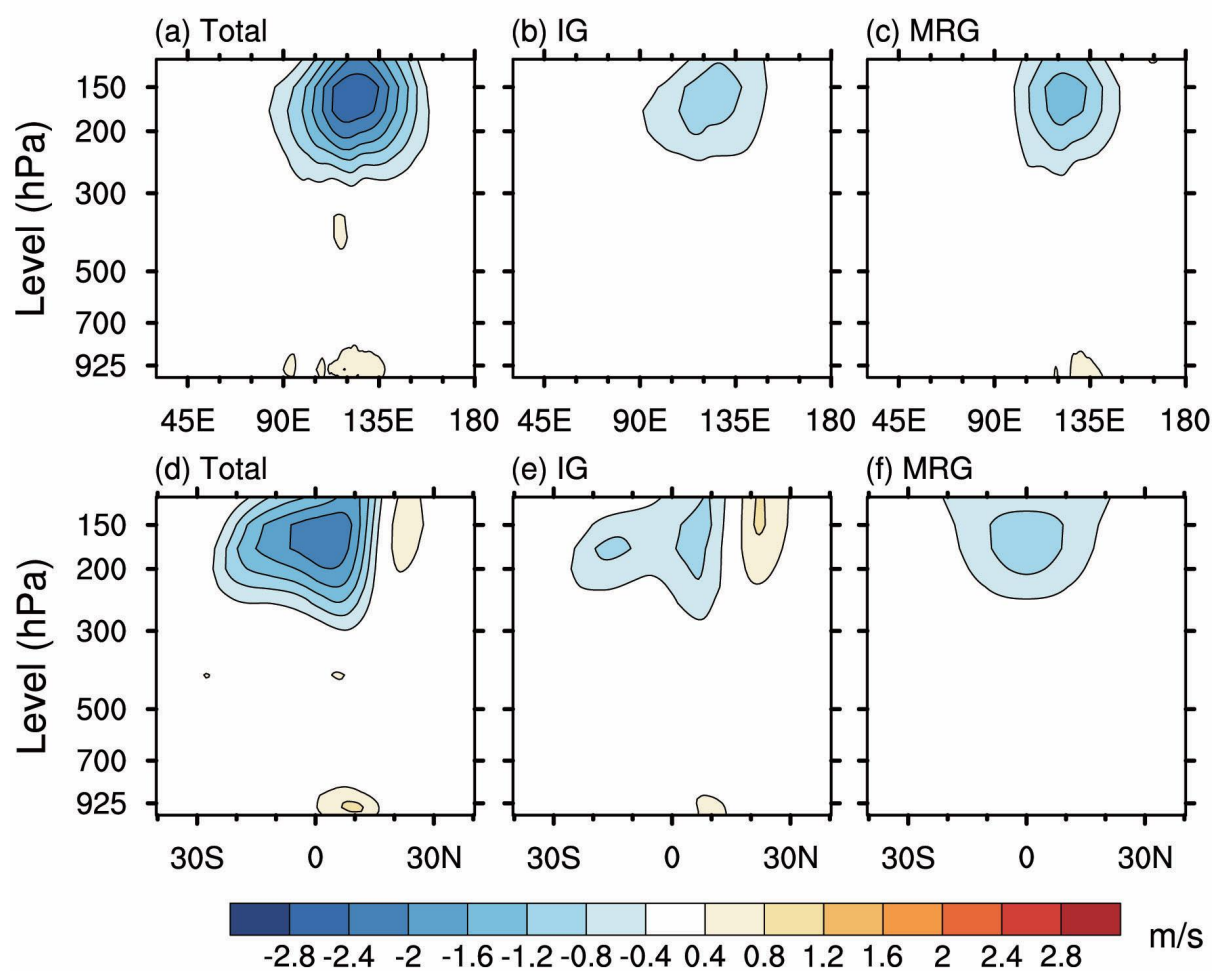 (a) Total (b) IG (c) MRG
Level (hPa)
150
200
300
500
700
925
45E 90E 135E 180 45E 90E 135E 180 45E 90E 135E 180
(d) Total (e) IG (f) MRG
Level (hPa)
150
200
300
500
700
925
30S 0 30N 30S 0 30N 30S 0 30N
-2.8 -2.4 -2 -1.6 -1.2 -0.8 -0.4 0.4 0.8 1.2 1.6 2 2.4 2.8 m/s